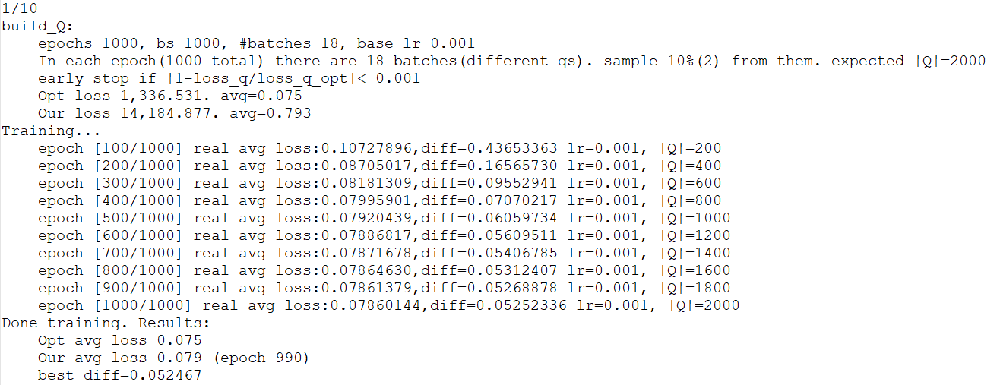 1/10
build_Q:
epochs 1000, bs 1000, #batches 18, base lr 0.001
In each epoch(1000 total) there are 18 batches(different qs). sample 10%(2) from them. expected |Q|=2000
early stop if |1-loss_q/loss_q_opt|< 0.001
Opt loss 1,336.531. avg=0.075
Our loss 14,184.877. avg=0.793
Training...
epoch [100/1000] real avg loss:0.10727896,diff=0.43653363 lr=0.001, |Q|=200
epoch [200/1000] real avg loss:0.08705017,diff=0.16565730 lr=0.001, |Q|=400
epoch [300/1000] real avg loss:0.08181309,diff=0.09552941 lr=0.001, |Q|=600
epoch [400/1000] real avg loss:0.07995901,diff=0.07070217 lr=0.001, |Q|=800
epoch [500/1000] real avg loss:0.07920439,diff=0.06059734 lr=0.001, |Q|=1000
epoch [600/1000] real avg loss:0.07886817,diff=0.05609511 lr=0.001, |Q|=1200
epoch [700/1000] real avg loss:0.07871678,diff=0.05406785 lr=0.001, |Q|=1400
epoch [800/1000] real avg loss:0.07864630,diff=0.05312407 lr=0.001, |Q|=1600
epoch [900/1000] real avg loss:0.07861379,diff=0.05268878 lr=0.001, |Q|=1800
epoch [1000/1000] real avg loss:0.07860144,diff=0.05252336 lr=0.001, |Q|=2000
Done training. Results:
Opt avg loss 0.075
Our avg loss 0.079 (epoch 990)
best_diff=0.052467